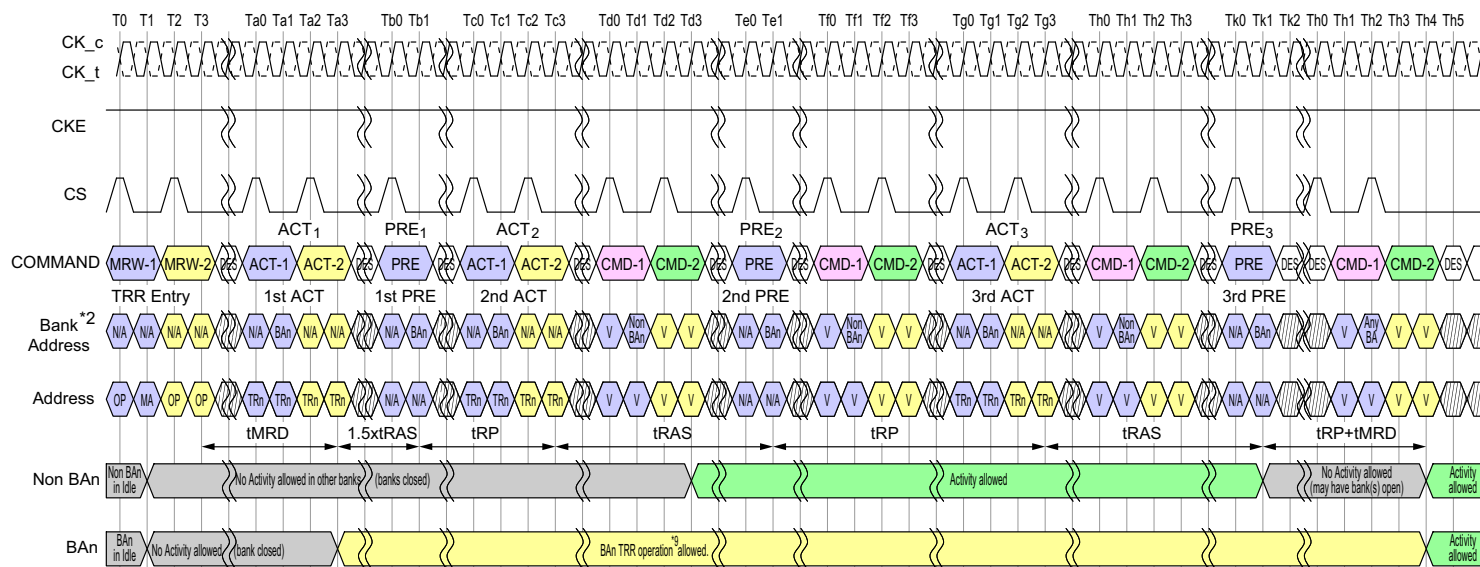 T0 T1 T2 T3 Ta0 Ta1 Ta2 Ta3 Tb0 Tb1 Tc0 Tc1 Tc2 Tc3 Td0 Td1 Td2 Td3 Te0 Te1 Tf0 Tf1 Tf2 Tf3 Tg0 Tg1 Tg2 Tg3 Th0 Th1 Th2 Th3 Tk0 Tk1 Tk2 Th0 Th1 Th2 Th3 Th4 Th5
CK_c
CK_t
CKE
CS
ACT1 PRE1 ACT2 PRE2 ACT3 PRE3
COMMAND MRW-1 MRW-2 DES ACT-1 ACT-2 DES PRE DES ACT-1 ACT-2 DES CMD-1 CMD-2 DES PRE DES CMD-1 CMD-2 DES ACT-1 ACT-2 DES CMD-1 CMD-2 DES PRE DES DES CMD-1 CMD-2 DES
TRR Entry 1st ACT 1st PRE 2nd ACT 2nd PRE 3rd ACT 3rd PRE
Bank*2 Address N/A N/A N/A N/A N/A BAn N/A N/A N/A BAn N/A BAn N/A N/A V Non BAn V V N/A BAn V Non BAn V V N/A BAn N/A N/A V Non BAn V V N/A BAn V Any BA V V
Address OP MA OP OP TRn TRn TRn TRn N/A N/A TRn TRn TRn TRn V V V V N/A N/A V V V V TRn TRn TRn TRn V V V V N/A N/A V V V V
tMRD 1.5xtRAS tRP tRAS tRP tRAS tRP+tMRD
Non BAn Non BAn in Idle No Activity allowed in other banks (banks closed) Activity allowed No Activity allowed (may have bank(s) open) Activity allowed
BAn BAn in Idle No Activity allowed (bank closed) BAn TRR operation*9 allowed. Activity allowed